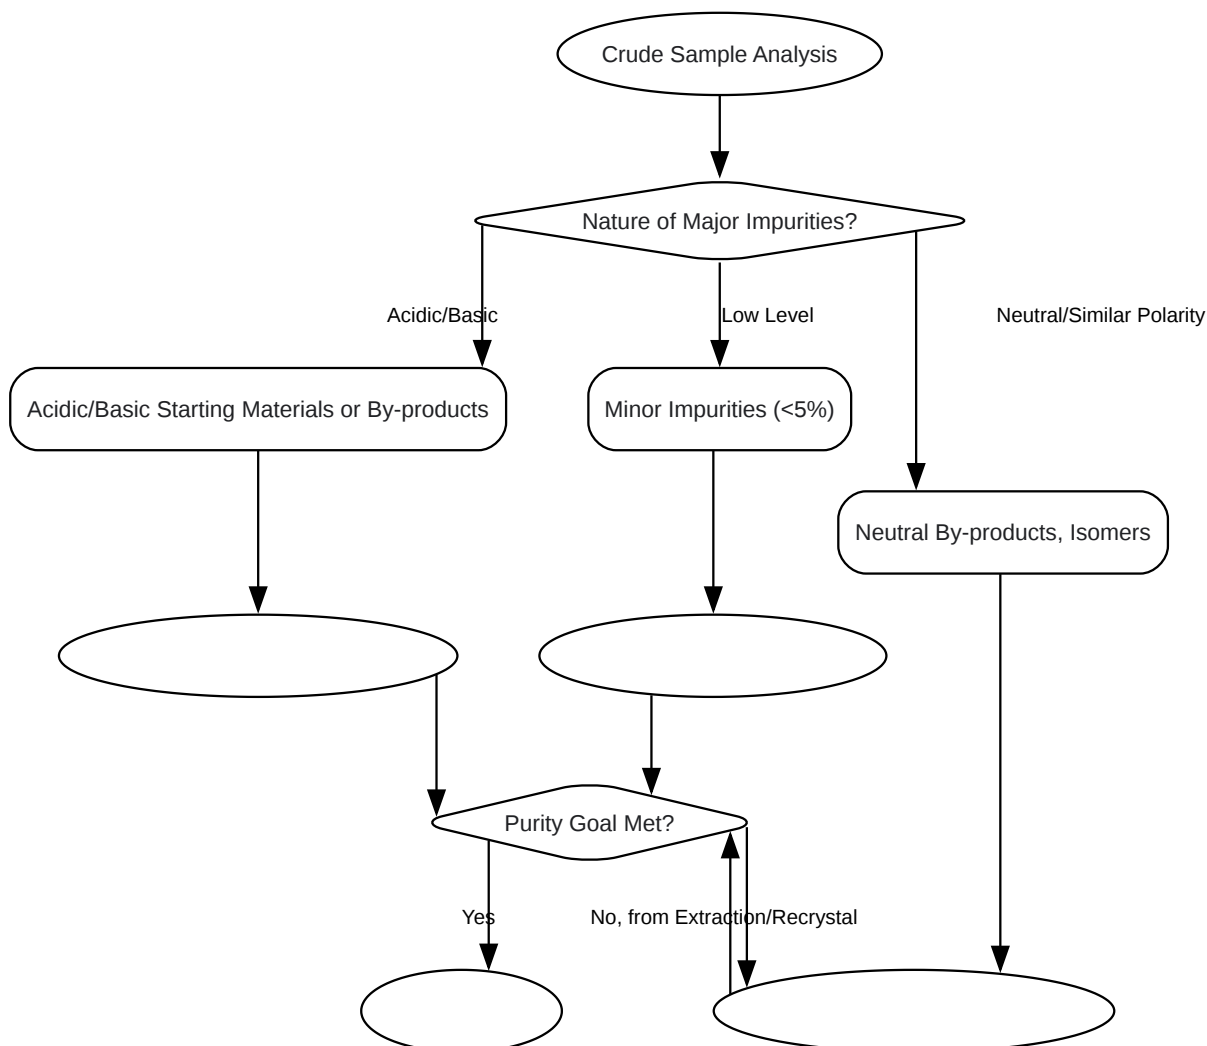 Crude Sample Analysis
Nature of Major Impurities?
Acidic/Basic
Low Level
Neutral/Similar Polarity
Acidic/Basic Starting Materials or By-products
Minor Impurities (<5%)
Neutral By-products, Isomers
Purity Goal Met?
Yes
No, from Extraction/Recrystal